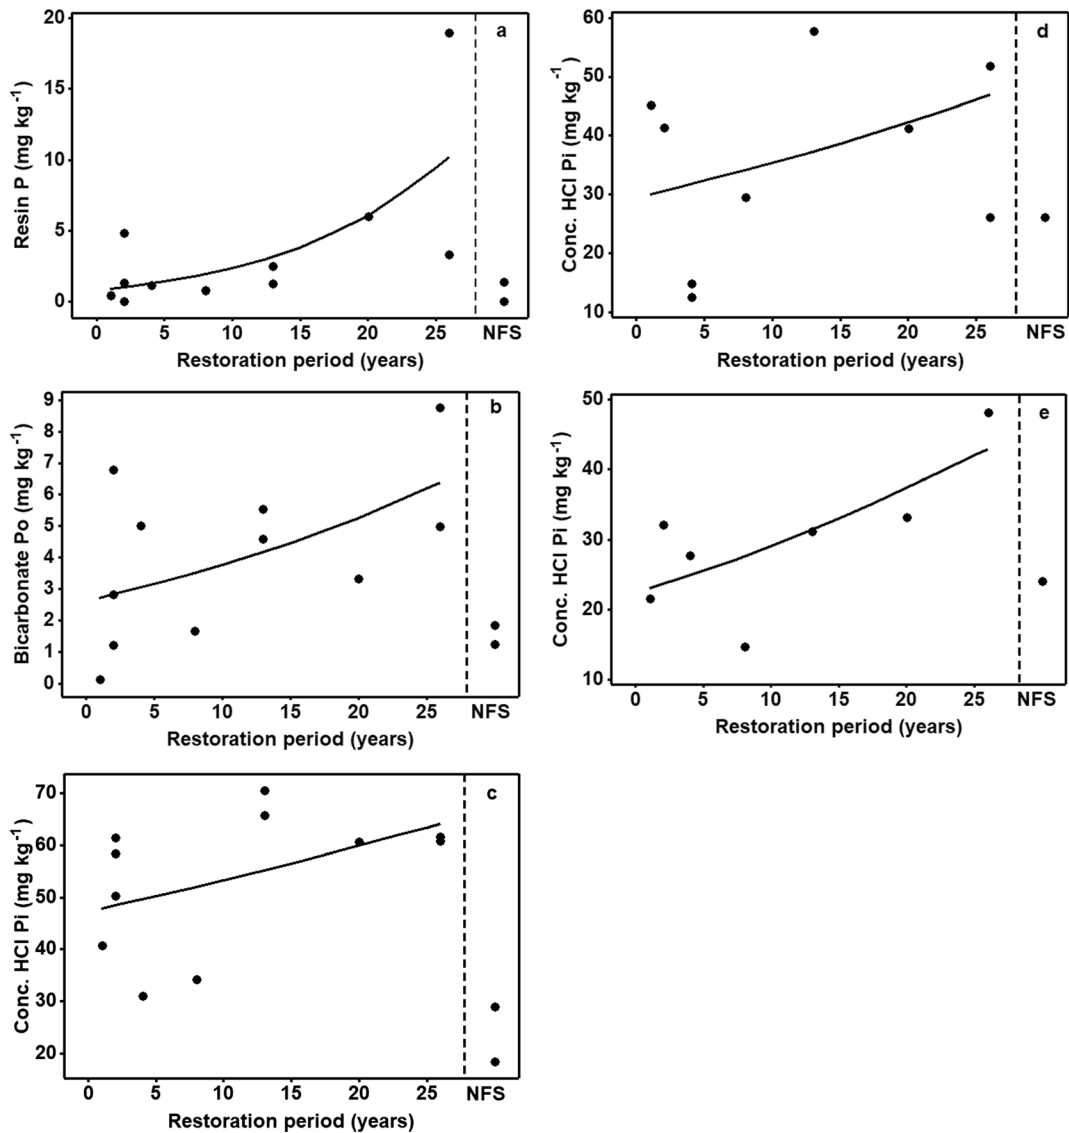 a
Resin P (mg kg-1)
20
15
10
5
0
0 5 10 15 20 25 NFS
Restoration period (years)
d
Conc. HCl Pi (mg kg-1)
60
50
40
30
20
10
0 5 10 15 20 25 NFS
Restoration period (years)
b
Bicarbonate Po (mg kg-1)
9
8
7
6
5
4
3
2
1
0
0 5 10 15 20 25 NFS
Restoration period (years)
e
Conc. HCl Pi (mg kg-1)
50
40
30
20
10
0 5 10 15 20 25 NFS
Restoration period (years)
c
Conc. HCl Pi (mg kg-1)
70
60
50
40
30
20
0 5 10 15 20 25 NFS
Restoration period (years)